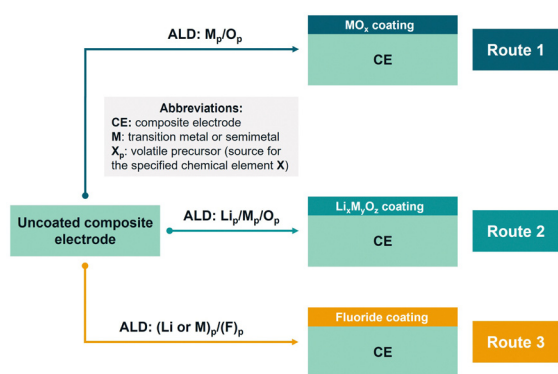 ALD: Mp/Op
MOx coating
CE
Route 1
Abbreviations:
CE: composite electrode
M: transition metal or semimetal
Xp: volatile precursor (source for
the specified chemical element X)
Uncoated composite
electrode
ALD: Lip/Mp/Op
LixMyOz coating
CE
Route 2
ALD: (Li or M)p/(F)p
Fluoride coating
CE
Route 3